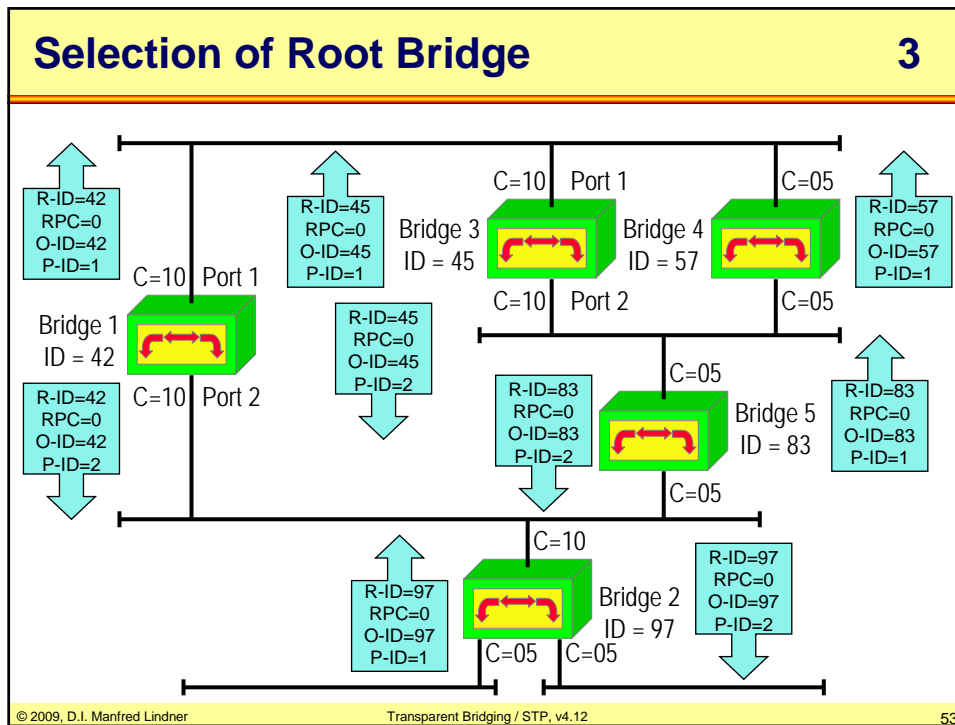 Selection of Root Bridge 3
R-ID=42
RPC=0
O-ID=42
P-ID=1
R-ID=45
RPC=0
O-ID=45
P-ID=1
C=10 Port 1
Bridge 3
ID = 45
C=10 Port 2
C=05
Bridge 4
ID = 57
C=05
R-ID=57
RPC=0
O-ID=57
P-ID=1
C=10 Port 1
Bridge 1
ID = 42
C=10 Port 2
R-ID=45
RPC=0
O-ID=45
P-ID=2
R-ID=42
RPC=0
O-ID=42
P-ID=2
R-ID=83
RPC=0
O-ID=83
P-ID=2
C=05
Bridge 5
ID = 83
C=05
R-ID=83
RPC=0
O-ID=83
P-ID=1
R-ID=97
RPC=0
O-ID=97
P-ID=1
C=10
Bridge 2
ID = 97
C=05 C=05
R-ID=97
RPC=0
O-ID=97
P-ID=2
© 2009, D.I. Manfred Lindner
Transparent Bridging / STP, v4.12
53